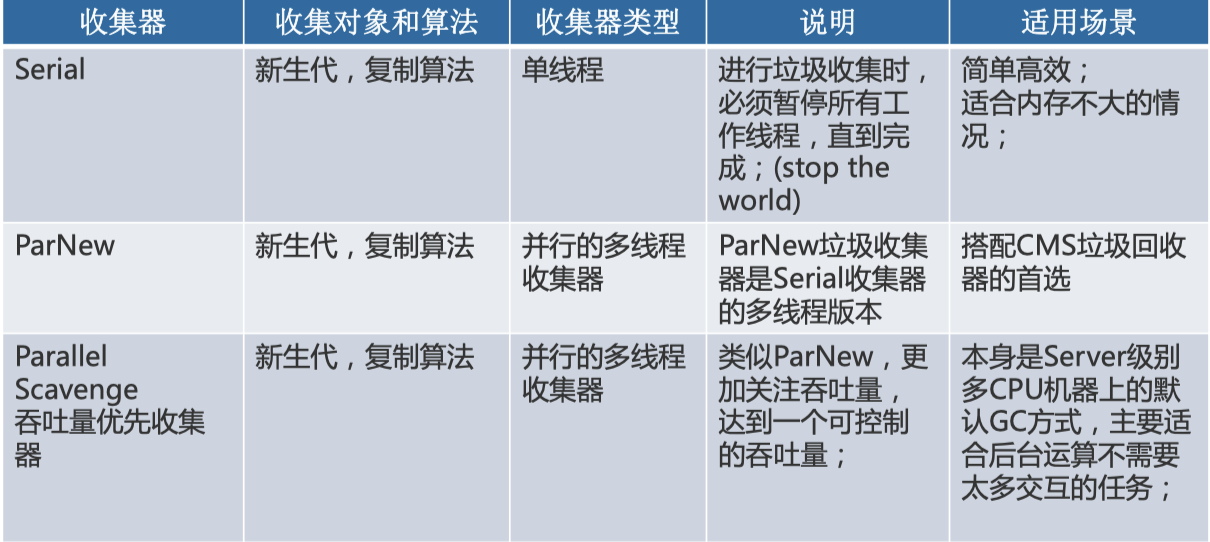 收集器
收集对象和算法
收集器类型
说明
适用场景
Serial
新生代，复制算法
单线程
进行垃圾收集时，
必须暂停所有工
作线程，直到完
成；(stop the
world)
简单高效；
适合内存不大的情
况；
ParNew
新生代，复制算法
并行的多线程
收集器
ParNew垃圾收集
器是Serial收集器
的多线程版本
搭配CMS垃圾回收
器的首选
Parallel
Scavenge
吞吐量优先收集
器
新生代，复制算法
并行的多线程
收集器
类似ParNew，更
加关注吞吐量，
达到一个可控制
的吞吐量；
本身是Server级别
多CPU机器上的默
认GC方式，主要适
合后台运算不需要
太多交互的任务；